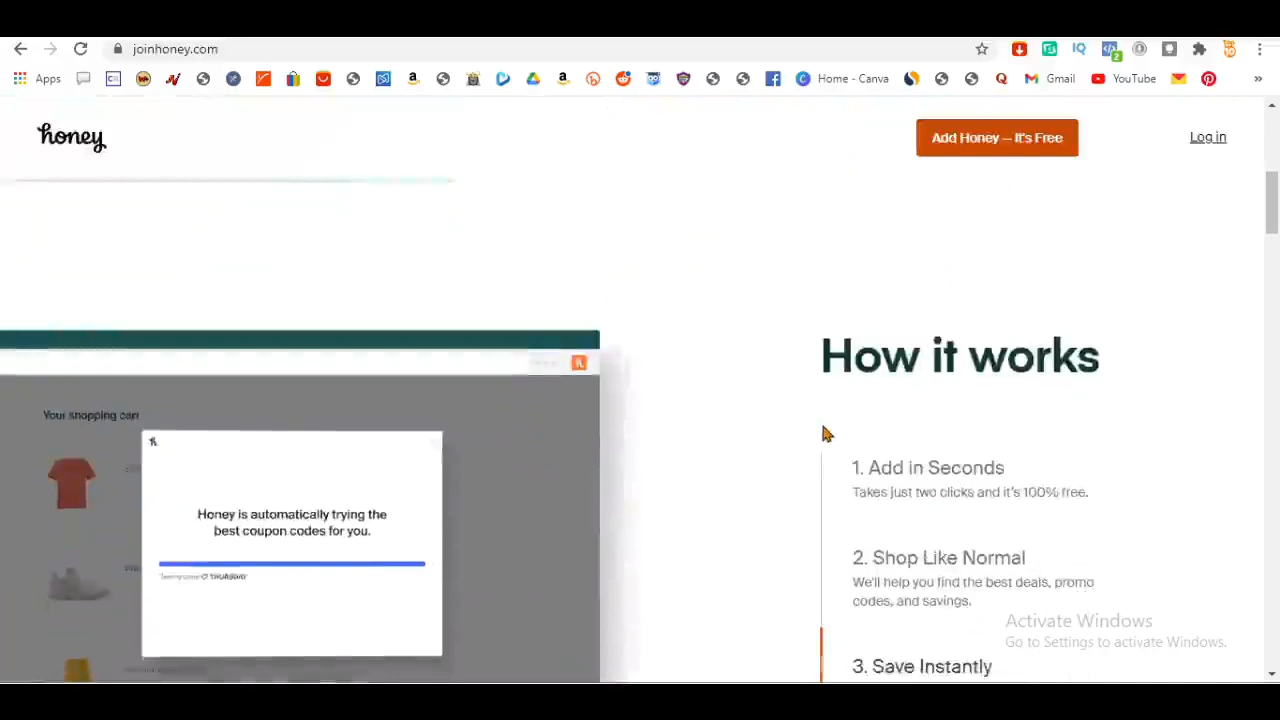 joinhoney.com
Apps
Home - Canva
Gmail
YouTube
»
honey
Add Honey – It's Free
Log in
How it works
Your shopping cart
Honey is automatically trying the
best coupon codes for you.
1. Add in Seconds
Takes just two clicks and it's 100% free.
2. Shop Like Normal
We'll help you find the best deals, promo
codes, and savings.
Activate Windows
Go to Settings to activate Windows.
3. Save Instantly